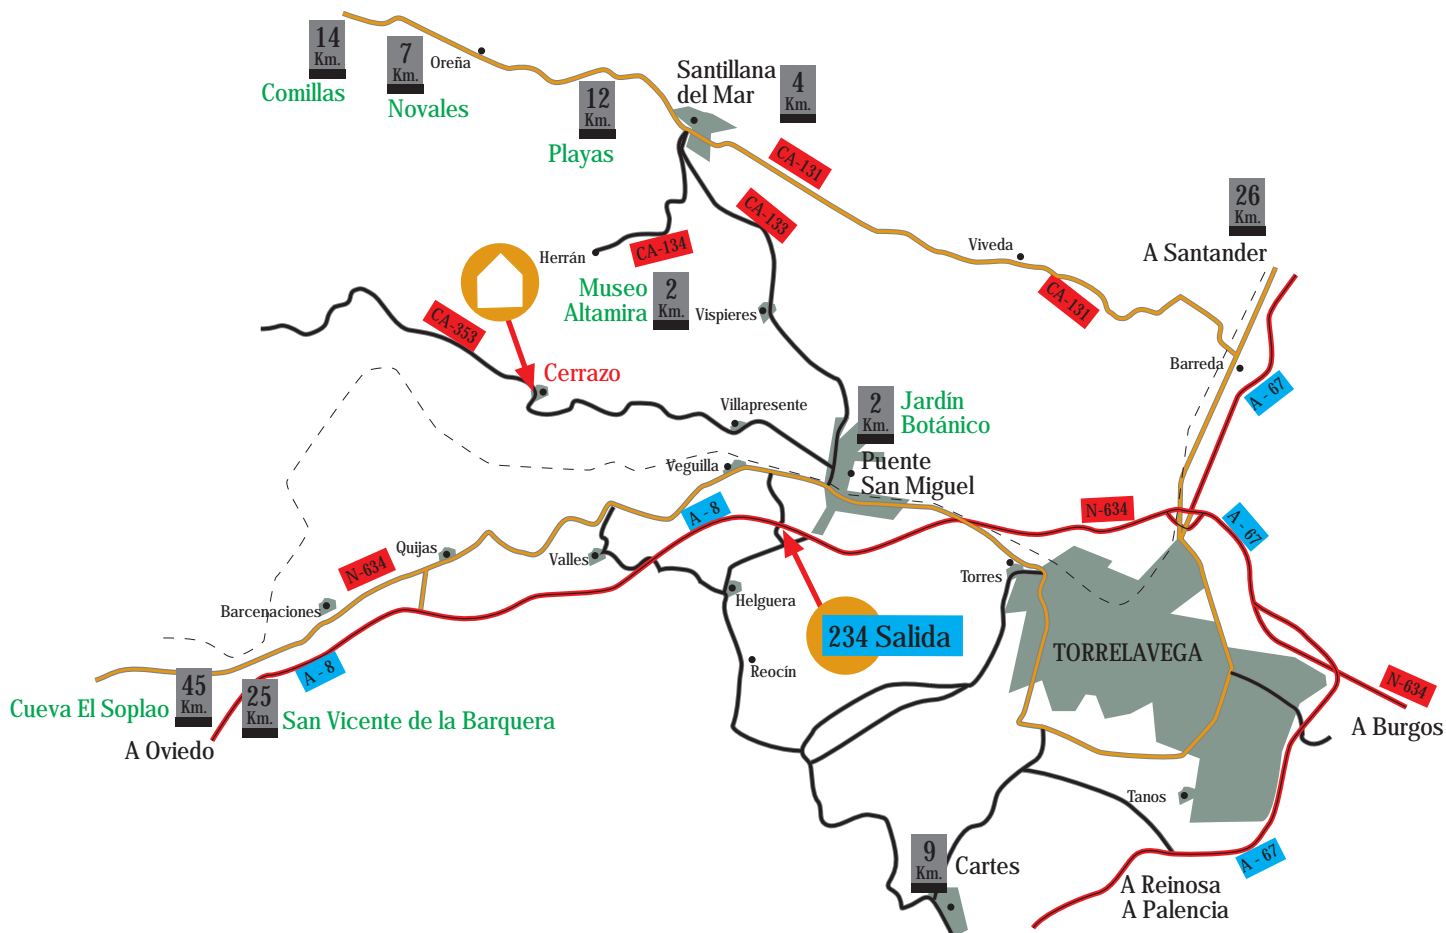 14
Km.
Comillas
7
Km.
Novales
Oreña
12
Km.
Playas
Santillana
del Mar
4
Km.
CA-131
CA-133
CA-134
Herrán
Museo
Altamira
2
Km.
Vispieres
Viveda
CA-131
26
Km.
A Santander
Barreda
A - 67
CA-353
Cerrazo
Villapresente
2
Km.
Jardín
Botánico
Puente
San Miguel
Veguilla
A - 8
N-634
A - 67
Quijas
Valles
N-634
Barcenaciones
Helguera
Torres
234 Salida
TORRELAVEGA
Reocín
A - 8
45
Km.
Cueva El Soplao
25
Km.
San Vicente de la Barquera
A Oviedo
N-634
A Burgos
Tanos
9
Km.
Cartes
A - 67
A Reinosa
A Palencia